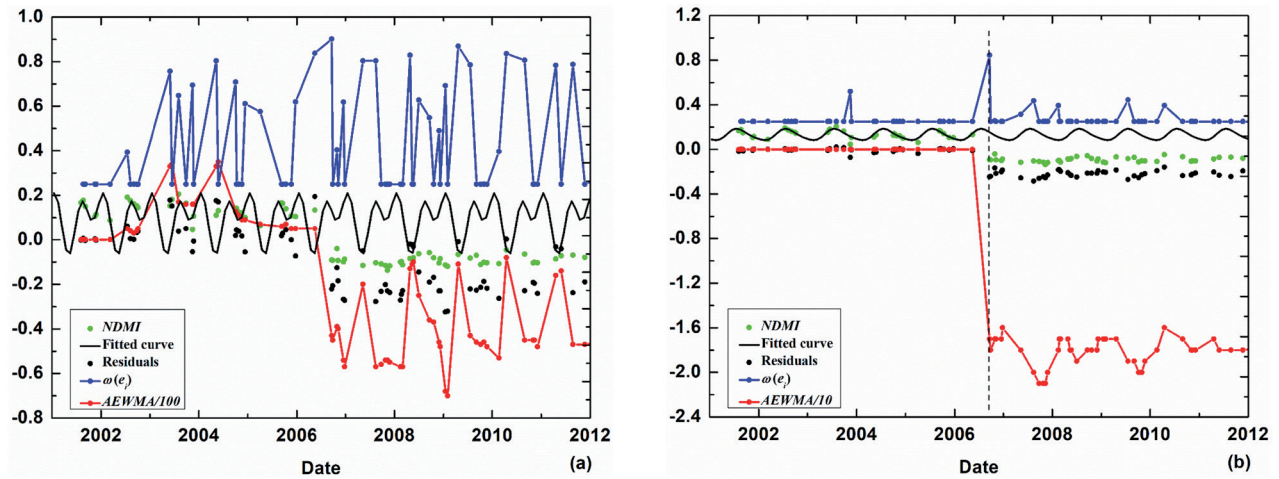 1.0
0.8
0.6
0.4
0.2
0.0
-0.2
-0.4
-0.6
-0.8
NDMI
Fitted curve
Residuals
ω(eᵢ)
AEWMA/100
2002 2004 2006 2008 2010 2012
Date
(a)
1.2
0.8
0.4
0.0
-0.4
-0.8
-1.2
-1.6
-2.0
-2.4
NDMI
Fitted curve
Residuals
ω(eᵢ)
AEWMA/10
2002 2004 2006 2008 2010 2012
Date
(b)